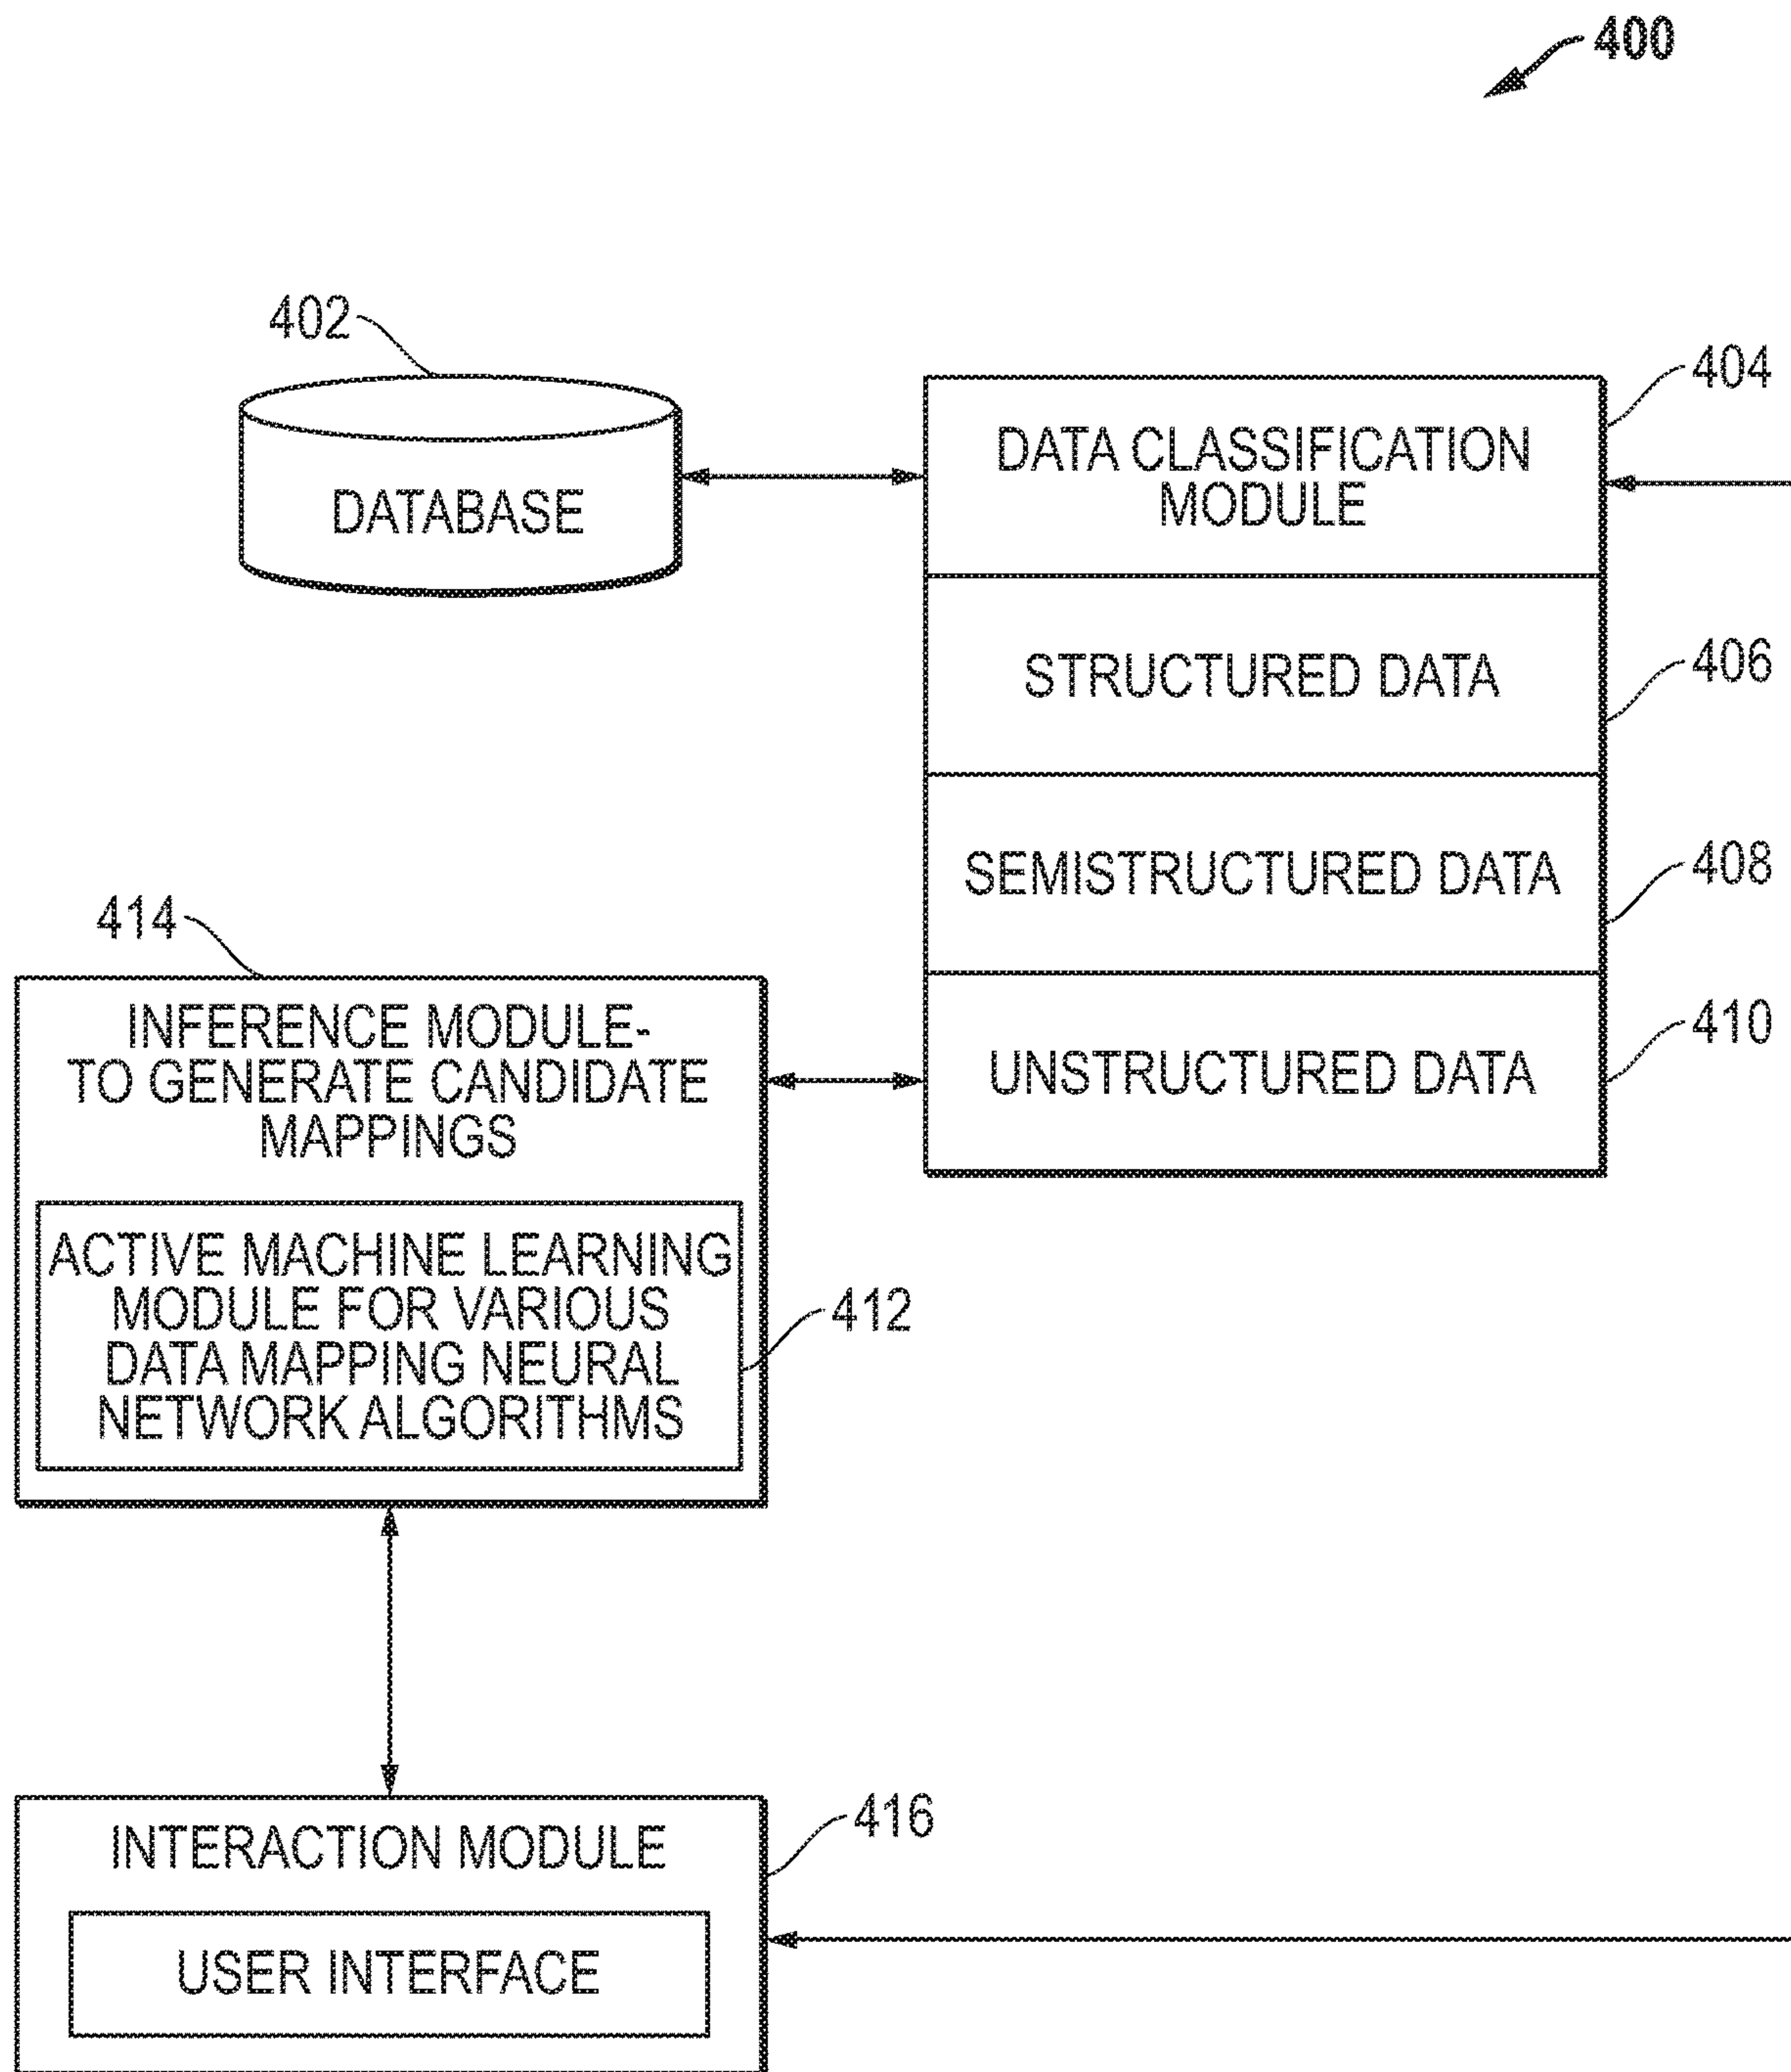 400
402
DATABASE
404
DATA CLASSIFICATION
MODULE
406
STRUCTURED DATA
408
SEMISTRUCTURED DATA
410
UNSTRUCTURED DATA
414
INFERENCE MODULE-
TO GENERATE CANDIDATE
MAPPINGS
412
ACTIVE MACHINE LEARNING
MODULE FOR VARIOUS
DATA MAPPING NEURAL
NETWORK ALGORITHMS
416
INTERACTION MODULE
USER INTERFACE